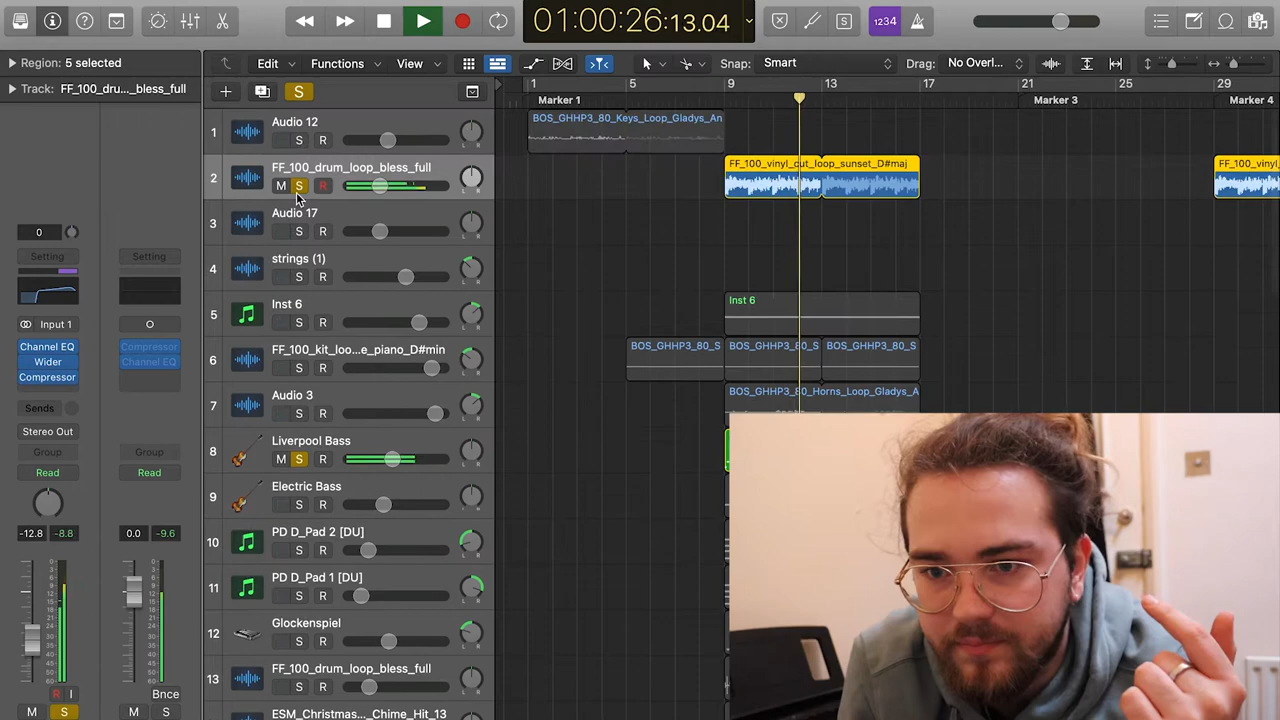 01:00:26:13.04
1234
Region: 5 selected
Edit
Functions
View
Snap:
Smart
Drag:
No Overl...
Track: FF_100_dru..._bless_full
S
1
5
9
13
17
21
25
29
Marker 1
Marker 3
Marker 4
1
Audio 12
S R
BOS_GHHP3_80_Keys_Loop_Gladys_An
2
FF_100_drum_loop_bless_full
M S R
FF_100_vinyl_cut_loop_sunset_D#maj
FF_100_vinyl_
3
Audio 17
S R
4
strings (1)
S R
5
Inst 6
S R
Inst 6
6
FF_100_kit_loo...e_piano_D#min
S R
BOS_GHHP3_80_S
BOS_GHHP3_80_S
BOS_GHHP3_80_S
7
Audio 3
S R
BOS_GHHP3_80_Horns_Loop_Gladys_A
8
Liverpool Bass
M S R
9
Electric Bass
S R
10
PD D_Pad 2 [DU]
S R
11
PD D_Pad 1 [DU]
S R
12
Glockenspiel
S R
13
FF_100_drum_loop_bless_full
S R
ESM_Christmas..._Chime_Hit_13
0
Setting
Setting
Input 1
Channel EQ
Wider
Compressor
Compressor
Channel EQ
Sends
Stereo Out
Group
Group
Read
Read
-12.8 -8.8
0.0 -9.6
R I
Bnce
M S
M S